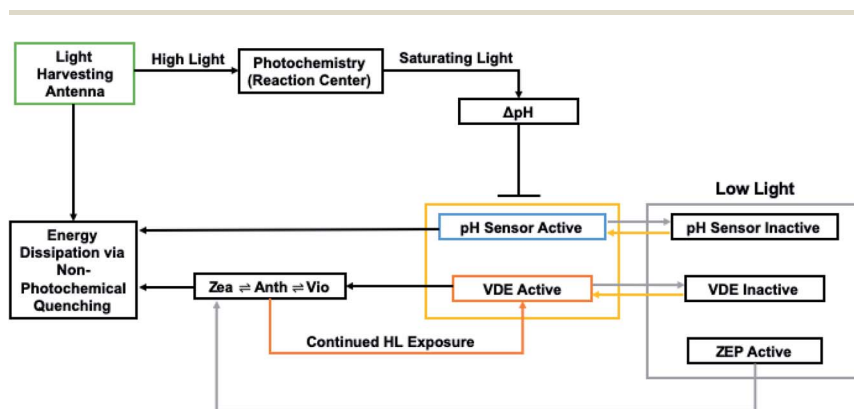 Light
Harvesting
Antenna
High Light
Photochemistry
(Reaction Center)
Saturating Light
ΔpH
Low Light
Energy
Dissipation via
Non-
Photochemical
Quenching
pH Sensor Active
pH Sensor Inactive
Zea ⇌ Anth ⇌ Vio
VDE Active
VDE Inactive
Continued HL Exposure
ZEP Active